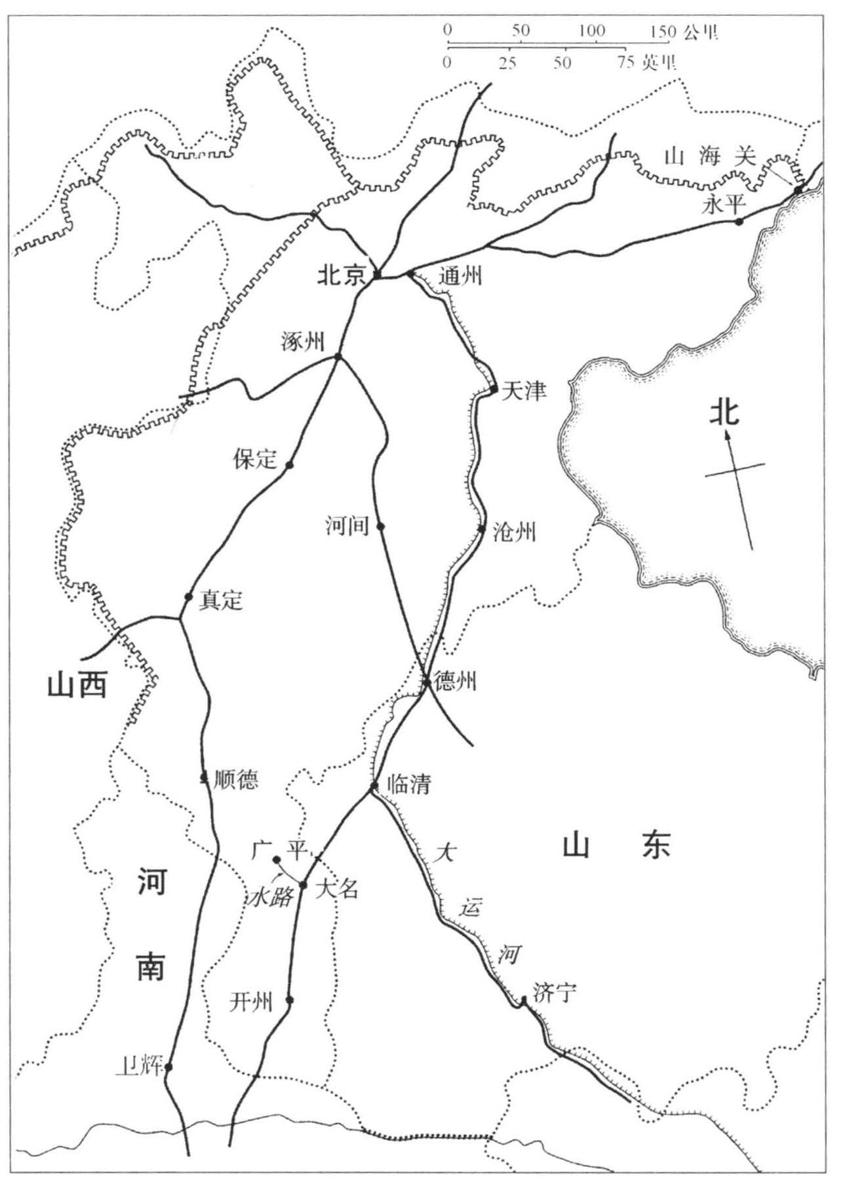 0 50 100 150 公里
0 25 50 75 英里
山海关
永平
北京
通州
涿州
天津
北
保定
河间
沧州
真定
山西
德州
顺德
临清
广平
水路
大名
山东
河南
大运河
开州
济宁
卫辉